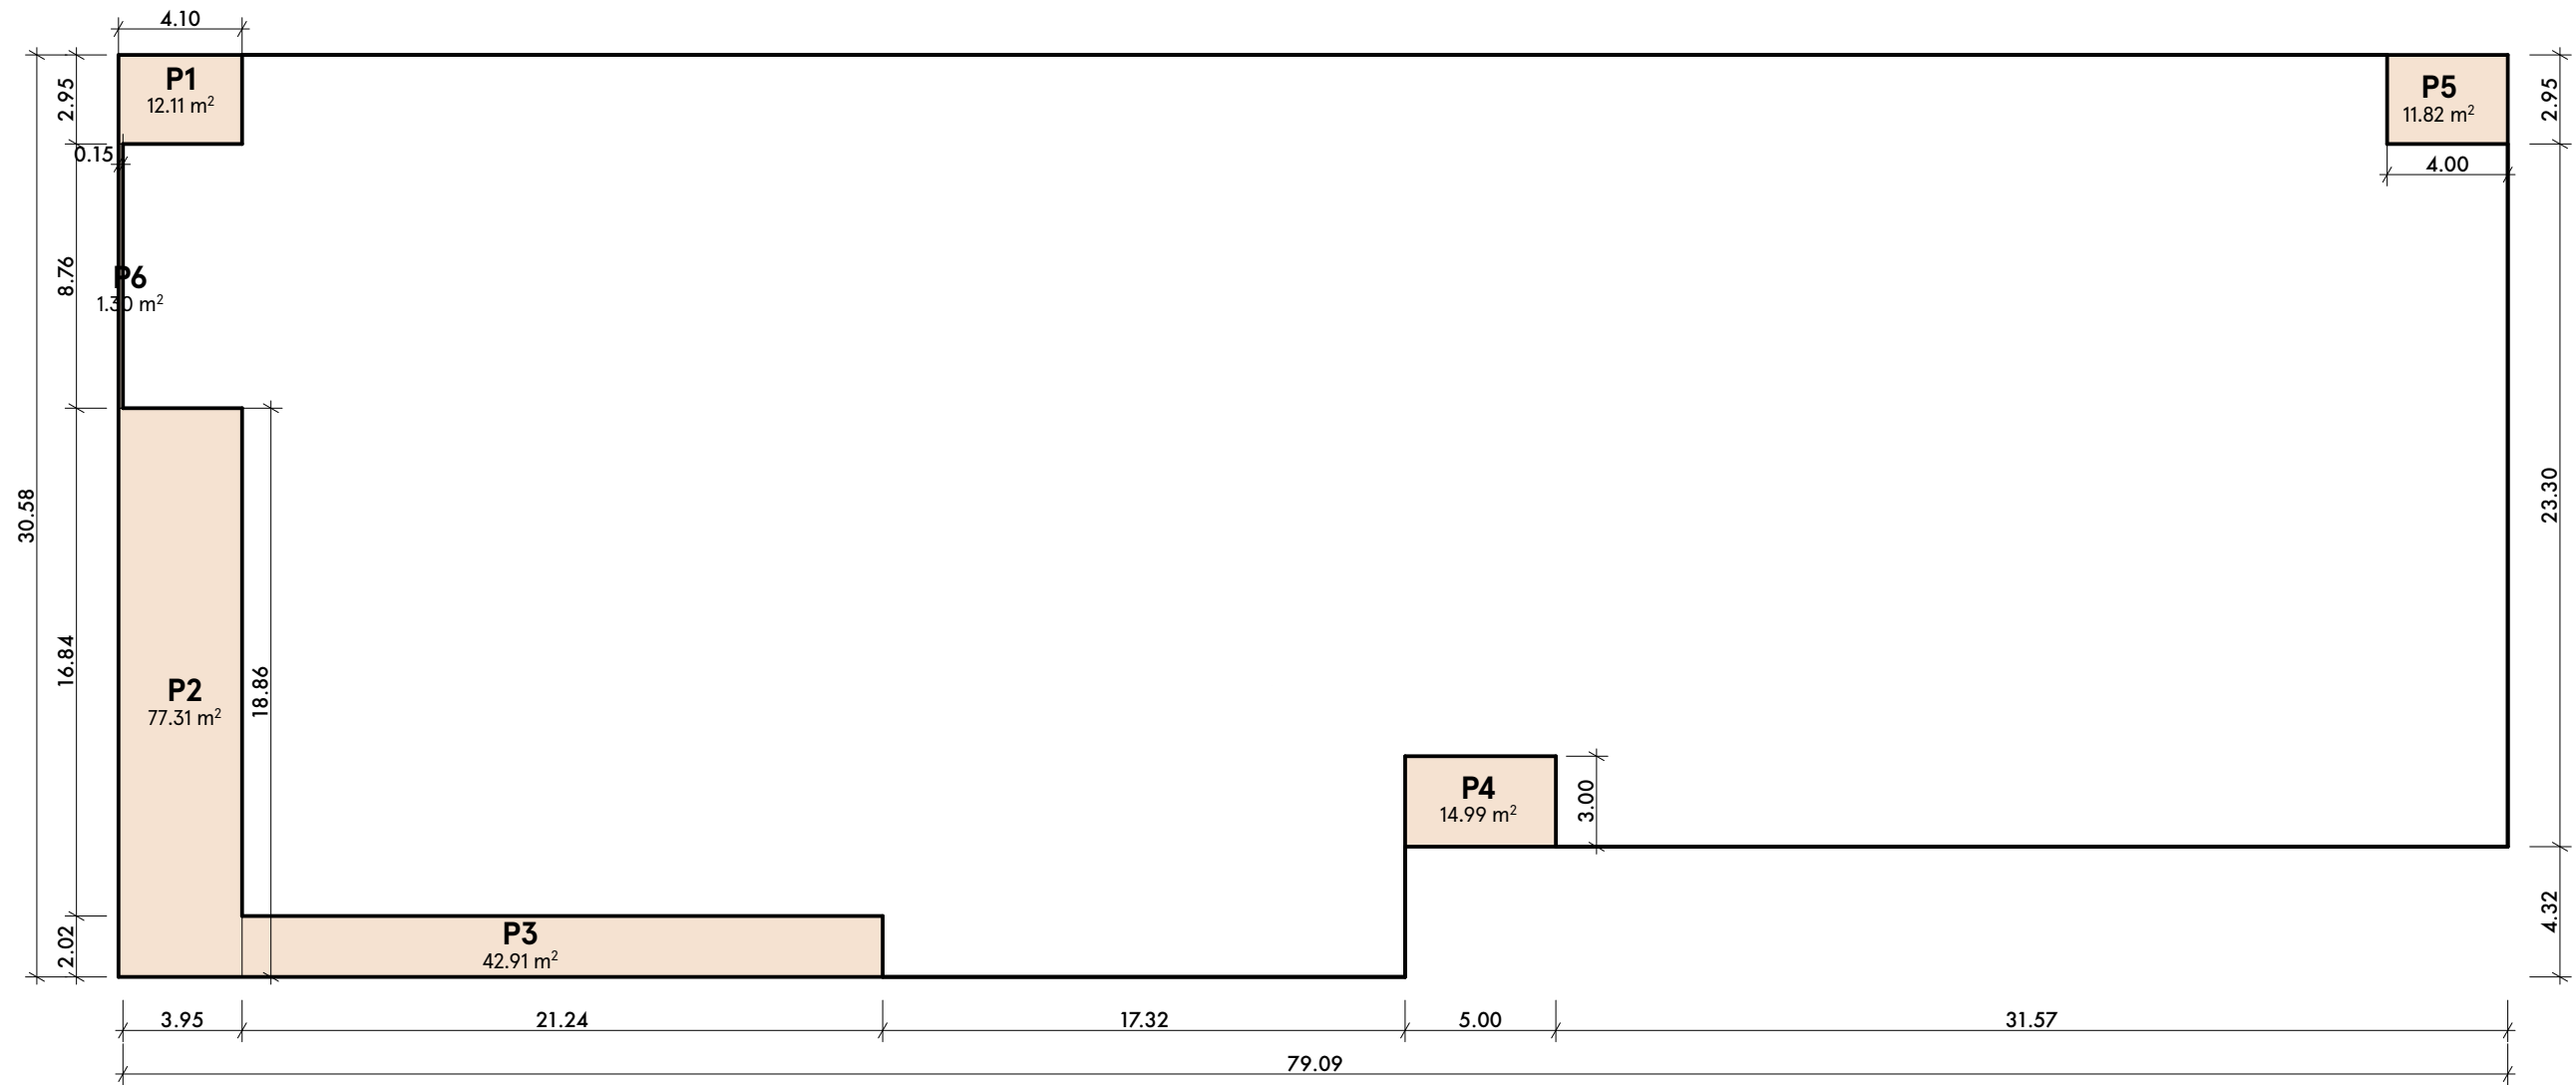 4.10
P1
12.11 m²
2.95
0.15
P5
11.82 m²
2.95
4.00
P6
1.30 m²
8.76
30.58
23.30
16.84
P2
77.31 m²
18.86
P4
14.99 m²
3.00
P3
42.91 m²
2.02
4.32
3.95
21.24
17.32
5.00
31.57
79.09